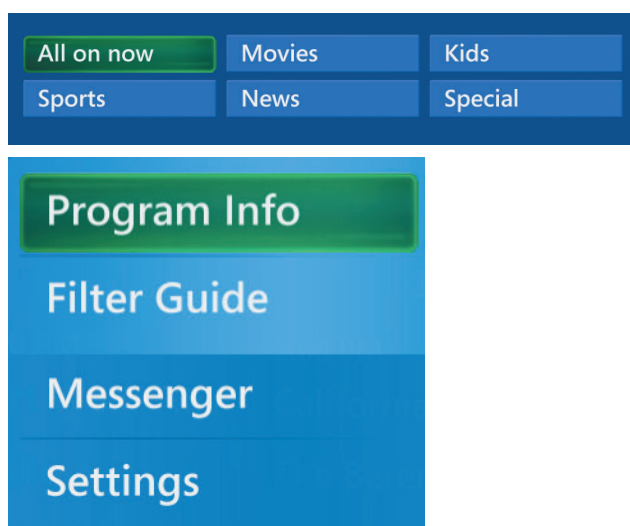 All on now Movies Kids
Sports News Special
Program Info
Filter Guide
Messenger
Settings